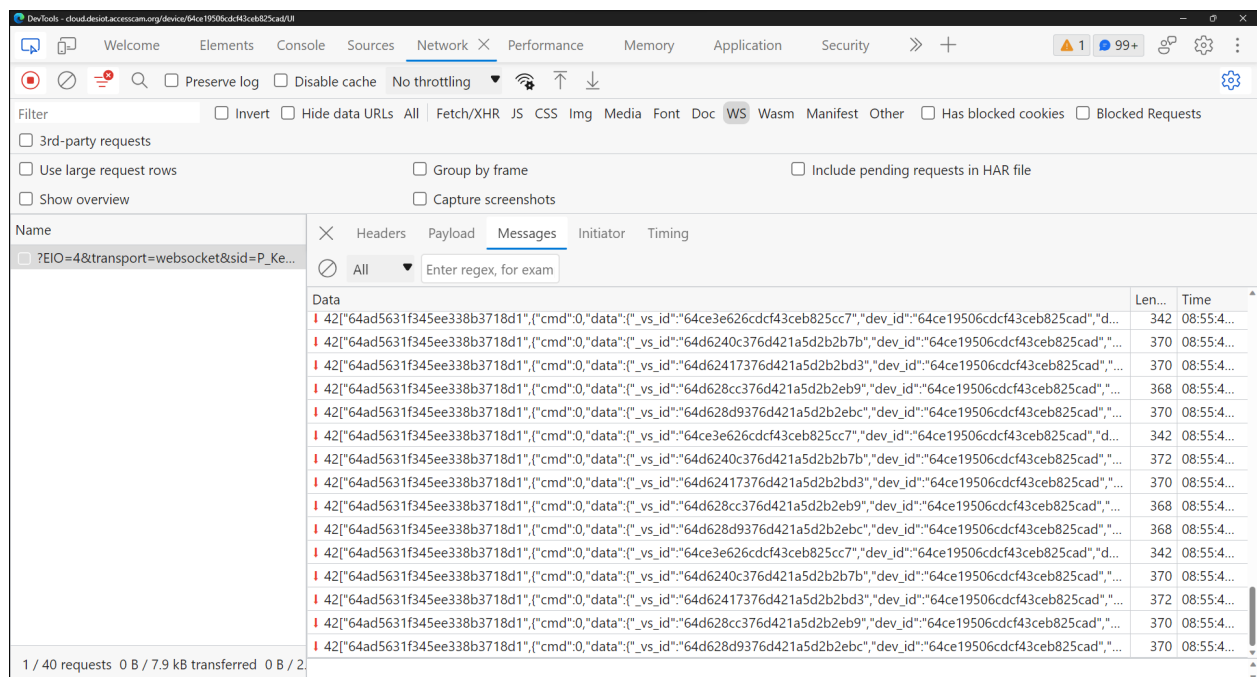 DevTools - cloud.desiot.accesscam.org/device/64ce19506cdcf43ceb825cad/UI
Welcome Elements Console Sources Network Performance Memory Application Security 1 99+
Preserve log Disable cache No throttling
Filter Invert Hide data URLs All Fetch/XHR JS CSS Img Media Font Doc WS Wasm Manifest Other Has blocked cookies Blocked Requests
3rd-party requests
Use large request rows Group by frame Include pending requests in HAR file
Show overview Capture screenshots
Name Headers Payload Messages Initiator Timing
?EIO=4&transport=websocket&sid=P_Ke...
All Enter regex, for exam
Data Len... Time
42["64ad5631f345ee338b3718d1",{"cmd":0,"data":{"_vs_id":"64ce3e626cdcf43ceb825cc7","dev_id":"64ce19506cdcf43ceb825cad","d... 342 08:55:4...
42["64ad5631f345ee338b3718d1",{"cmd":0,"data":{"_vs_id":"64d6240c376d421a5d2b2b7b","dev_id":"64ce19506cdcf43ceb825cad","... 370 08:55:4...
42["64ad5631f345ee338b3718d1",{"cmd":0,"data":{"_vs_id":"64d62417376d421a5d2b2bd3","dev_id":"64ce19506cdcf43ceb825cad","... 370 08:55:4...
42["64ad5631f345ee338b3718d1",{"cmd":0,"data":{"_vs_id":"64d628cc376d421a5d2b2eb9","dev_id":"64ce19506cdcf43ceb825cad","... 368 08:55:4...
42["64ad5631f345ee338b3718d1",{"cmd":0,"data":{"_vs_id":"64d628d9376d421a5d2b2ebc","dev_id":"64ce19506cdcf43ceb825cad","... 370 08:55:4...
42["64ad5631f345ee338b3718d1",{"cmd":0,"data":{"_vs_id":"64ce3e626cdcf43ceb825cc7","dev_id":"64ce19506cdcf43ceb825cad","d... 342 08:55:4...
42["64ad5631f345ee338b3718d1",{"cmd":0,"data":{"_vs_id":"64d6240c376d421a5d2b2b7b","dev_id":"64ce19506cdcf43ceb825cad","... 372 08:55:4...
42["64ad5631f345ee338b3718d1",{"cmd":0,"data":{"_vs_id":"64d62417376d421a5d2b2bd3","dev_id":"64ce19506cdcf43ceb825cad","... 370 08:55:4...
42["64ad5631f345ee338b3718d1",{"cmd":0,"data":{"_vs_id":"64d628cc376d421a5d2b2eb9","dev_id":"64ce19506cdcf43ceb825cad","... 368 08:55:4...
42["64ad5631f345ee338b3718d1",{"cmd":0,"data":{"_vs_id":"64d628d9376d421a5d2b2ebc","dev_id":"64ce19506cdcf43ceb825cad","... 368 08:55:4...
42["64ad5631f345ee338b3718d1",{"cmd":0,"data":{"_vs_id":"64ce3e626cdcf43ceb825cc7","dev_id":"64ce19506cdcf43ceb825cad","d... 342 08:55:4...
42["64ad5631f345ee338b3718d1",{"cmd":0,"data":{"_vs_id":"64d6240c376d421a5d2b2b7b","dev_id":"64ce19506cdcf43ceb825cad","... 370 08:55:4...
42["64ad5631f345ee338b3718d1",{"cmd":0,"data":{"_vs_id":"64d62417376d421a5d2b2bd3","dev_id":"64ce19506cdcf43ceb825cad","... 372 08:55:4...
42["64ad5631f345ee338b3718d1",{"cmd":0,"data":{"_vs_id":"64d628cc376d421a5d2b2eb9","dev_id":"64ce19506cdcf43ceb825cad","... 370 08:55:4...
42["64ad5631f345ee338b3718d1",{"cmd":0,"data":{"_vs_id":"64d628d9376d421a5d2b2ebc","dev_id":"64ce19506cdcf43ceb825cad","... 370 08:55:4...
1 / 40 requests 0 B / 7.9 kB transferred 0 B / 2.